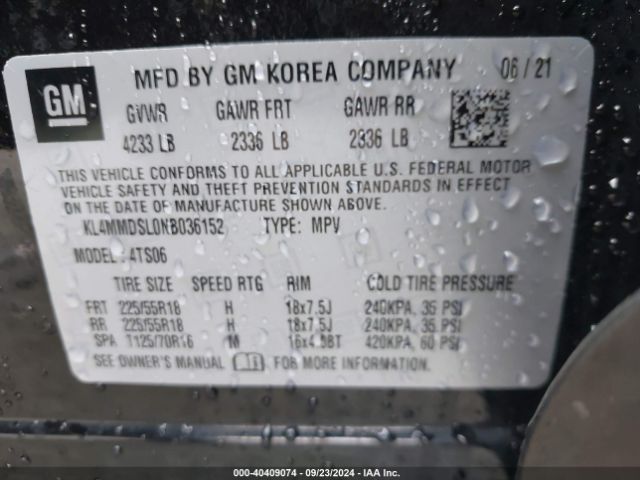 GM
MFD BY GM KOREA COMPANY 06/21
GVWR GAWR FRT GAWR RR
4233 LB 2336 LB 2336 LB
THIS VEHICLE CONFORMS TO ALL APPLICABLE U.S. FEDERAL MOTOR
VEHICLE SAFETY AND THEFT PREVENTION STANDARDS IN EFFECT
ON THE DATE OF MANUFACTURE SHOWN ABOVE.
KL4MMDSL0NB036152 TYPE: MPV
MODEL: 4TS06
TIRE SIZE SPEED RTG RIM COLD TIRE PRESSURE
FRT 225/55R18 H 18x7.5J 240KPA, 35 PSI
RR 225/55R18 H 18x7.5J 240KPA, 35 PSI
SPA T125/70R16 M 16x4.0BT 420KPA, 60 PSI
SEE OWNER'S MANUAL FOR MORE INFORMATION.
000-40409074 - 09/23/2024 - IAA Inc.